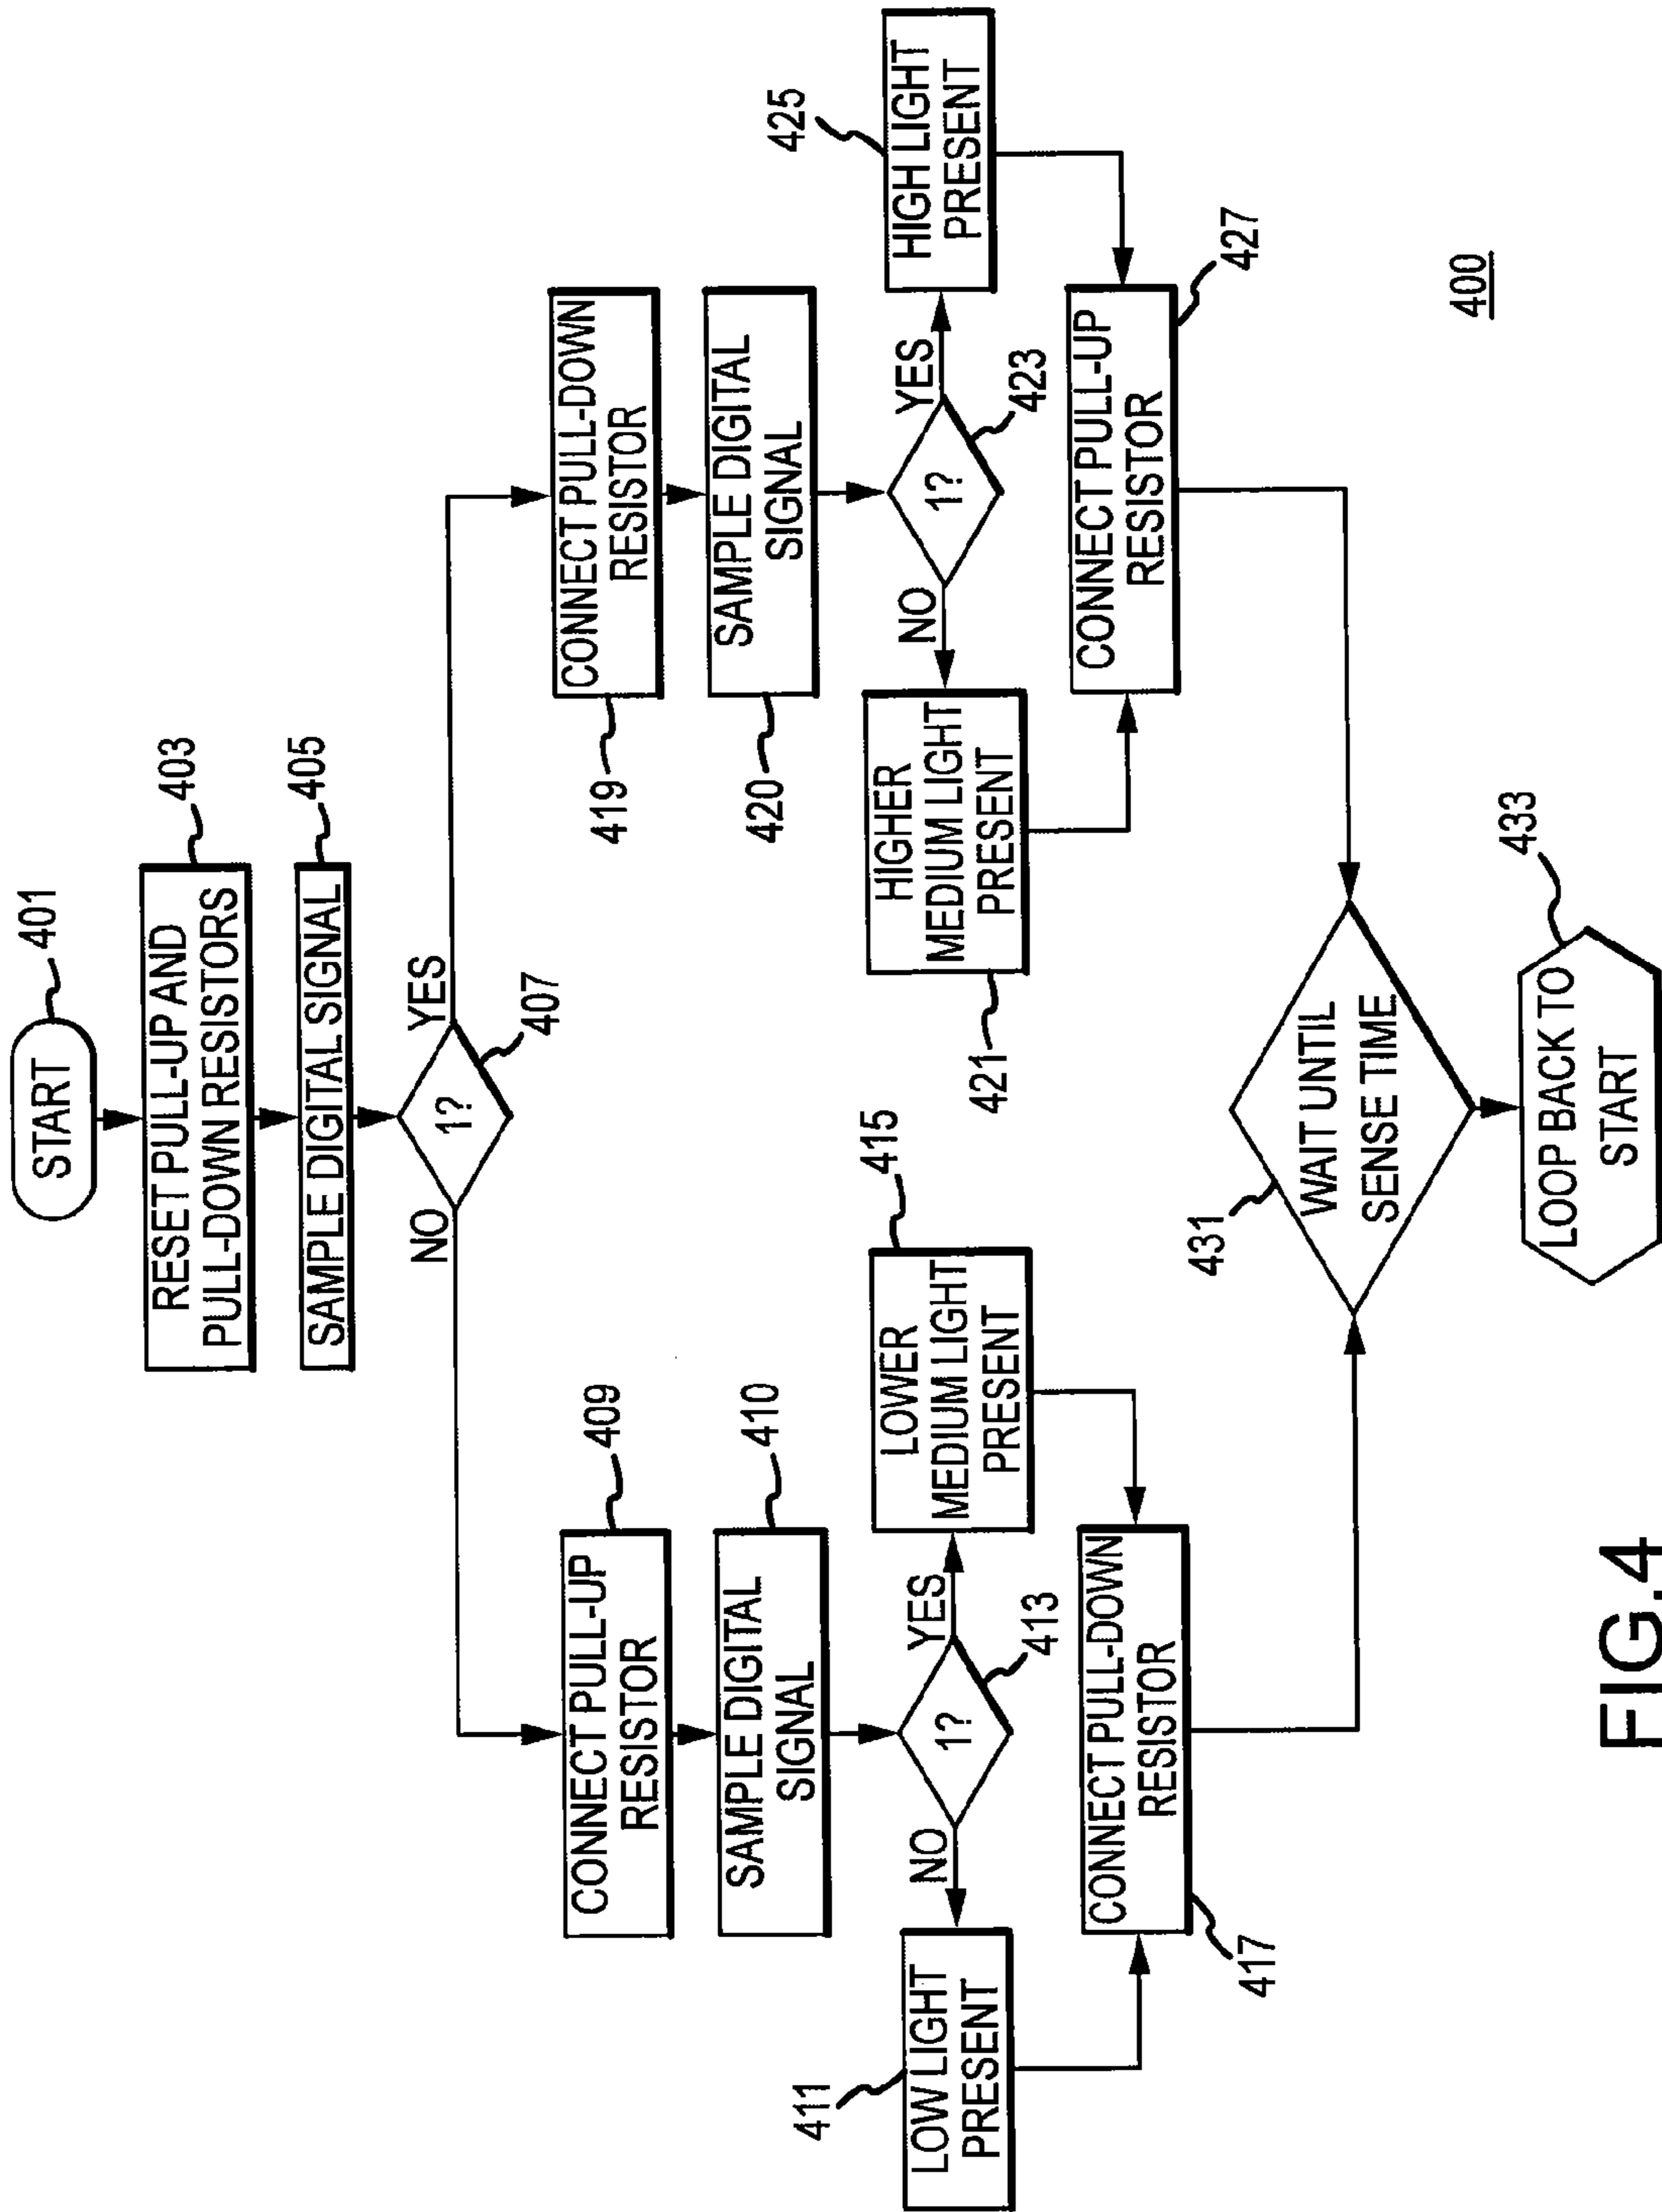 START
401
RESET PULL-UP AND
PULL-DOWN RESISTORS
403
SAMPLE DIGITAL SIGNAL
405
1?
407
NO
YES
CONNECT PULL-UP
RESISTOR
409
SAMPLE DIGITAL
SIGNAL
410
1?
413
NO
YES
LOW LIGHT
PRESENT
411
LOWER
MEDIUM LIGHT
PRESENT
415
CONNECT PULL-DOWN
RESISTOR
417
CONNECT PULL-DOWN
RESISTOR
419
SAMPLE DIGITAL
SIGNAL
420
1?
423
NO
YES
HIGHER
MEDIUM LIGHT
PRESENT
421
HIGH LIGHT
PRESENT
425
CONNECT PULL-UP
RESISTOR
427
WAIT UNTIL
SENSE TIME
431
LOOP BACK TO
START
433
400
FIG.4